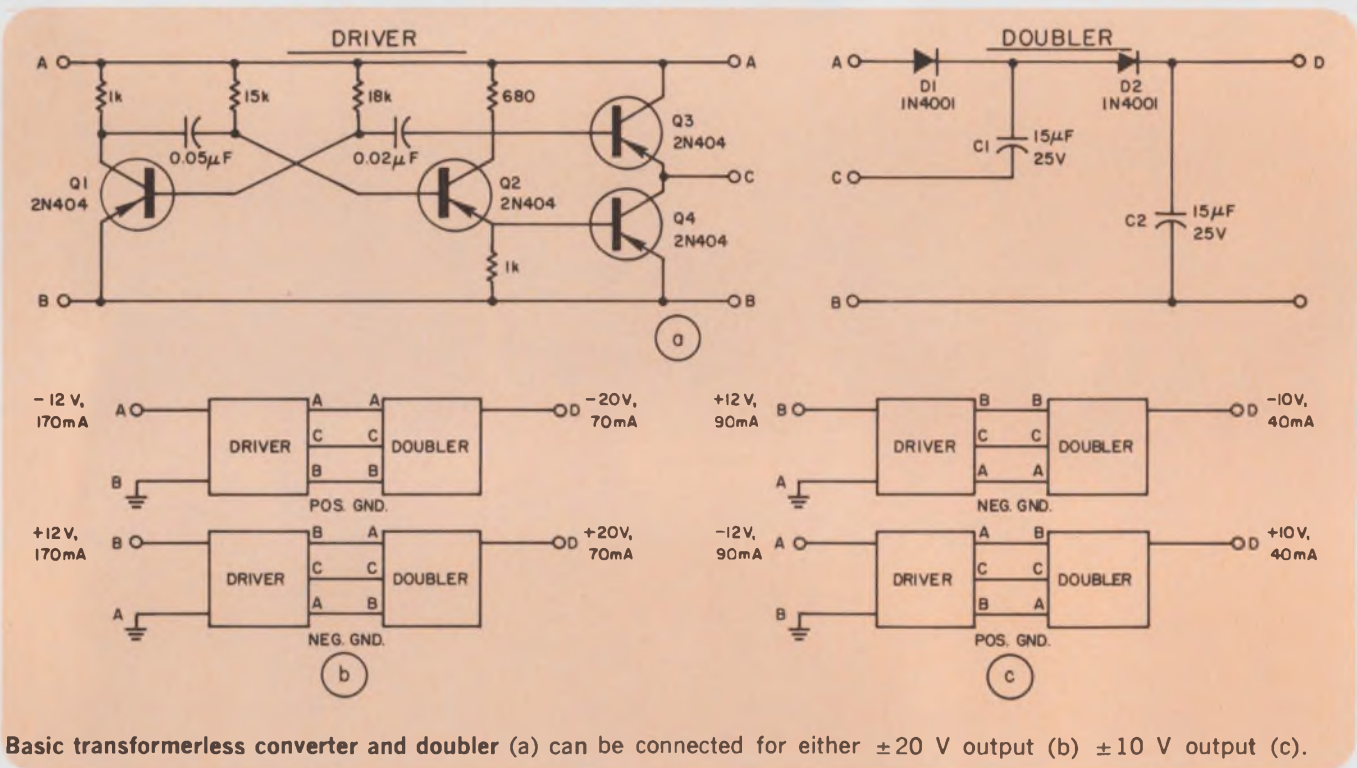 DRIVER
A
A
1k
15k
18k
680
0.05μF
0.02μF
Q1
2N404
Q2
2N404
Q3
2N404
C
Q4
2N404
1k
B
B
a
DOUBLER
A
D
D1
1N4001
D2
1N4001
C1
15μF
25V
C
C2
15μF
25V
B
-12 V,
170mA
A
DRIVER
A A
C C
B B
DOUBLER
D
-20V,
70mA
B
POS. GND.
+12V,
170mA
B
DRIVER
B A
C C
A B
DOUBLER
D
+20V,
70mA
A
NEG. GND.
b
+12V,
90mA
B
DRIVER
B B
C C
A A
DOUBLER
D
-10V,
40mA
A
NEG. GND.
-12V,
90mA
A
DRIVER
A B
C C
B A
DOUBLER
D
+10V,
40mA
B
POS. GND.
c
Basic transformerless converter and doubler (a) can be connected for either ±20 V output (b) ±10 V output (c).